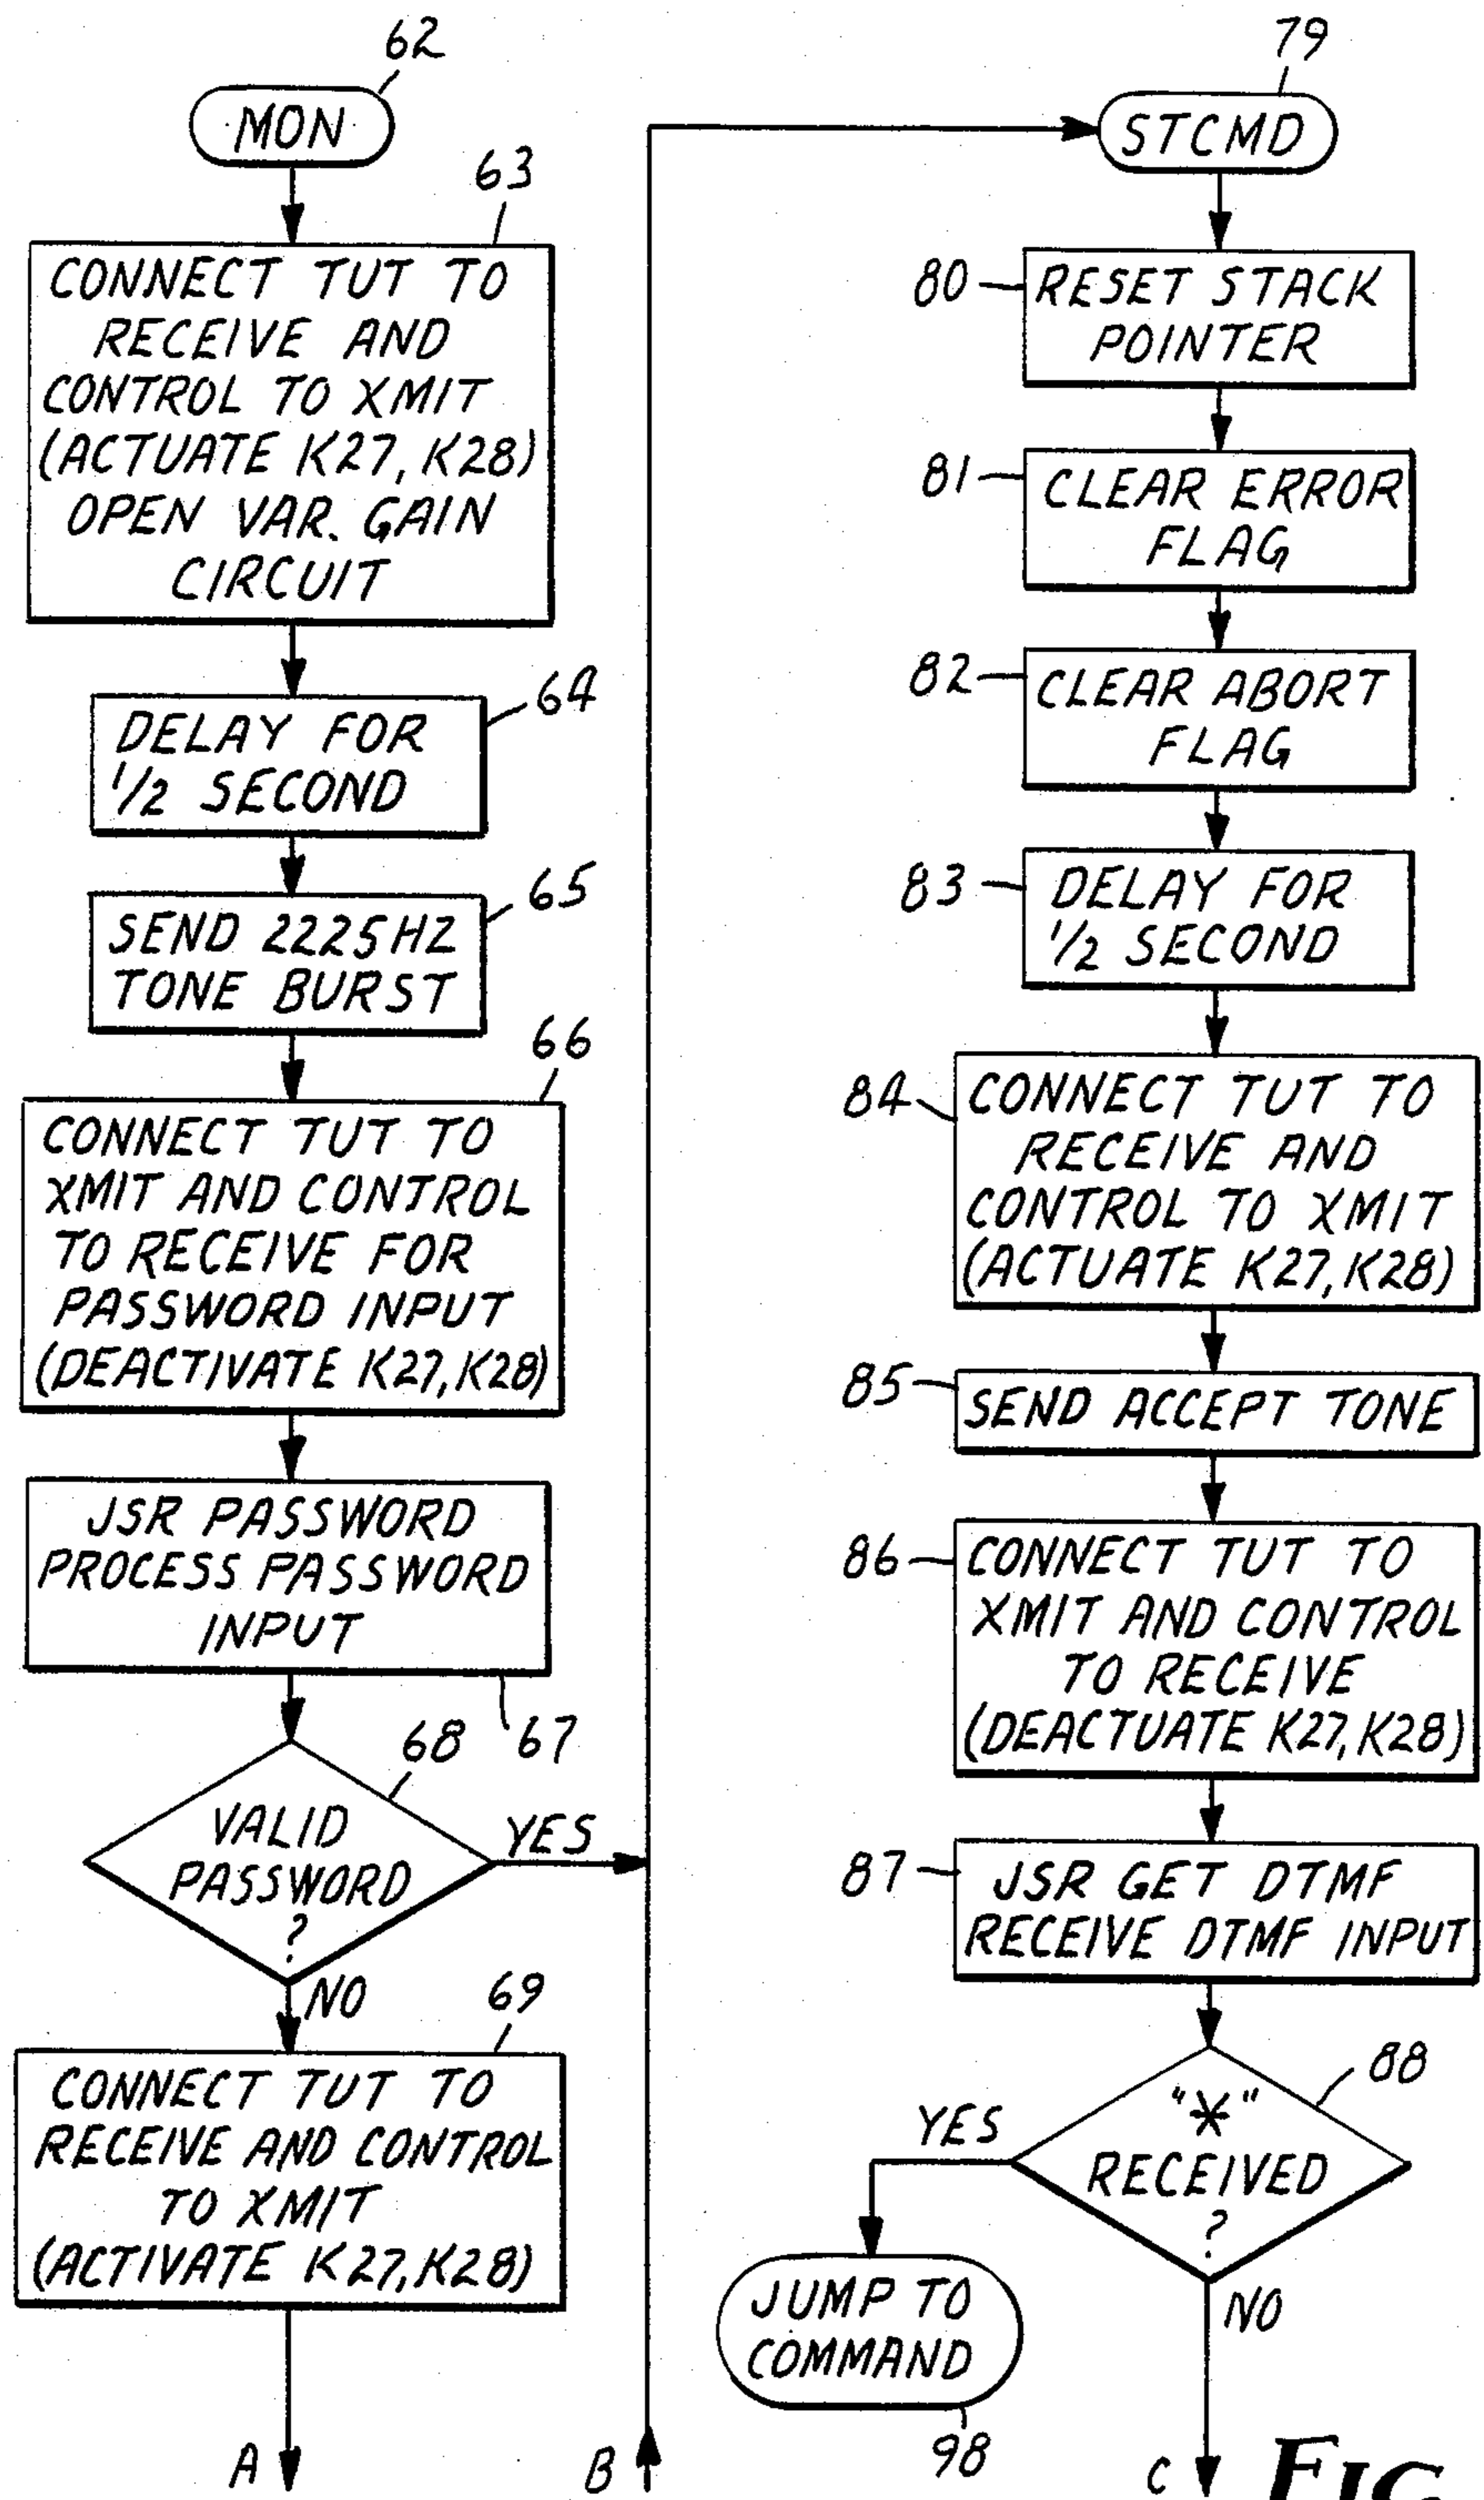 62
MON
63
CONNECT TUT TO
RECEIVE AND
CONTROL TO XMIT
(ACTUATE K27, K28)
OPEN VAR. GAIN
CIRCUIT
64
DELAY FOR
1/2 SECOND
65
SEND 2225HZ
TONE BURST
66
CONNECT TUT TO
XMIT AND CONTROL
TO RECEIVE FOR
PASSWORD INPUT
(DEACTIVATE K27, K28)
JSR PASSWORD
PROCESS PASSWORD
INPUT
67
68
VALID
PASSWORD
?
YES
NO
69
CONNECT TUT TO
RECEIVE AND CONTROL
TO XMIT
(ACTIVATE K27, K28)
A
B
79
STCMD
80
RESET STACK
POINTER
81
CLEAR ERROR
FLAG
82
CLEAR ABORT
FLAG
83
DELAY FOR
1/2 SECOND
84
CONNECT TUT TO
RECEIVE AND
CONTROL TO XMIT
(ACTUATE K27, K28)
85
SEND ACCEPT TONE
86
CONNECT TUT TO
XMIT AND CONTROL
TO RECEIVE
(DEACTUATE K27, K28)
87
JSR GET DTMF
RECEIVE DTMF INPUT
88
"*"
RECEIVED
?
YES
NO
JUMP TO
COMMAND
98
C
FIG